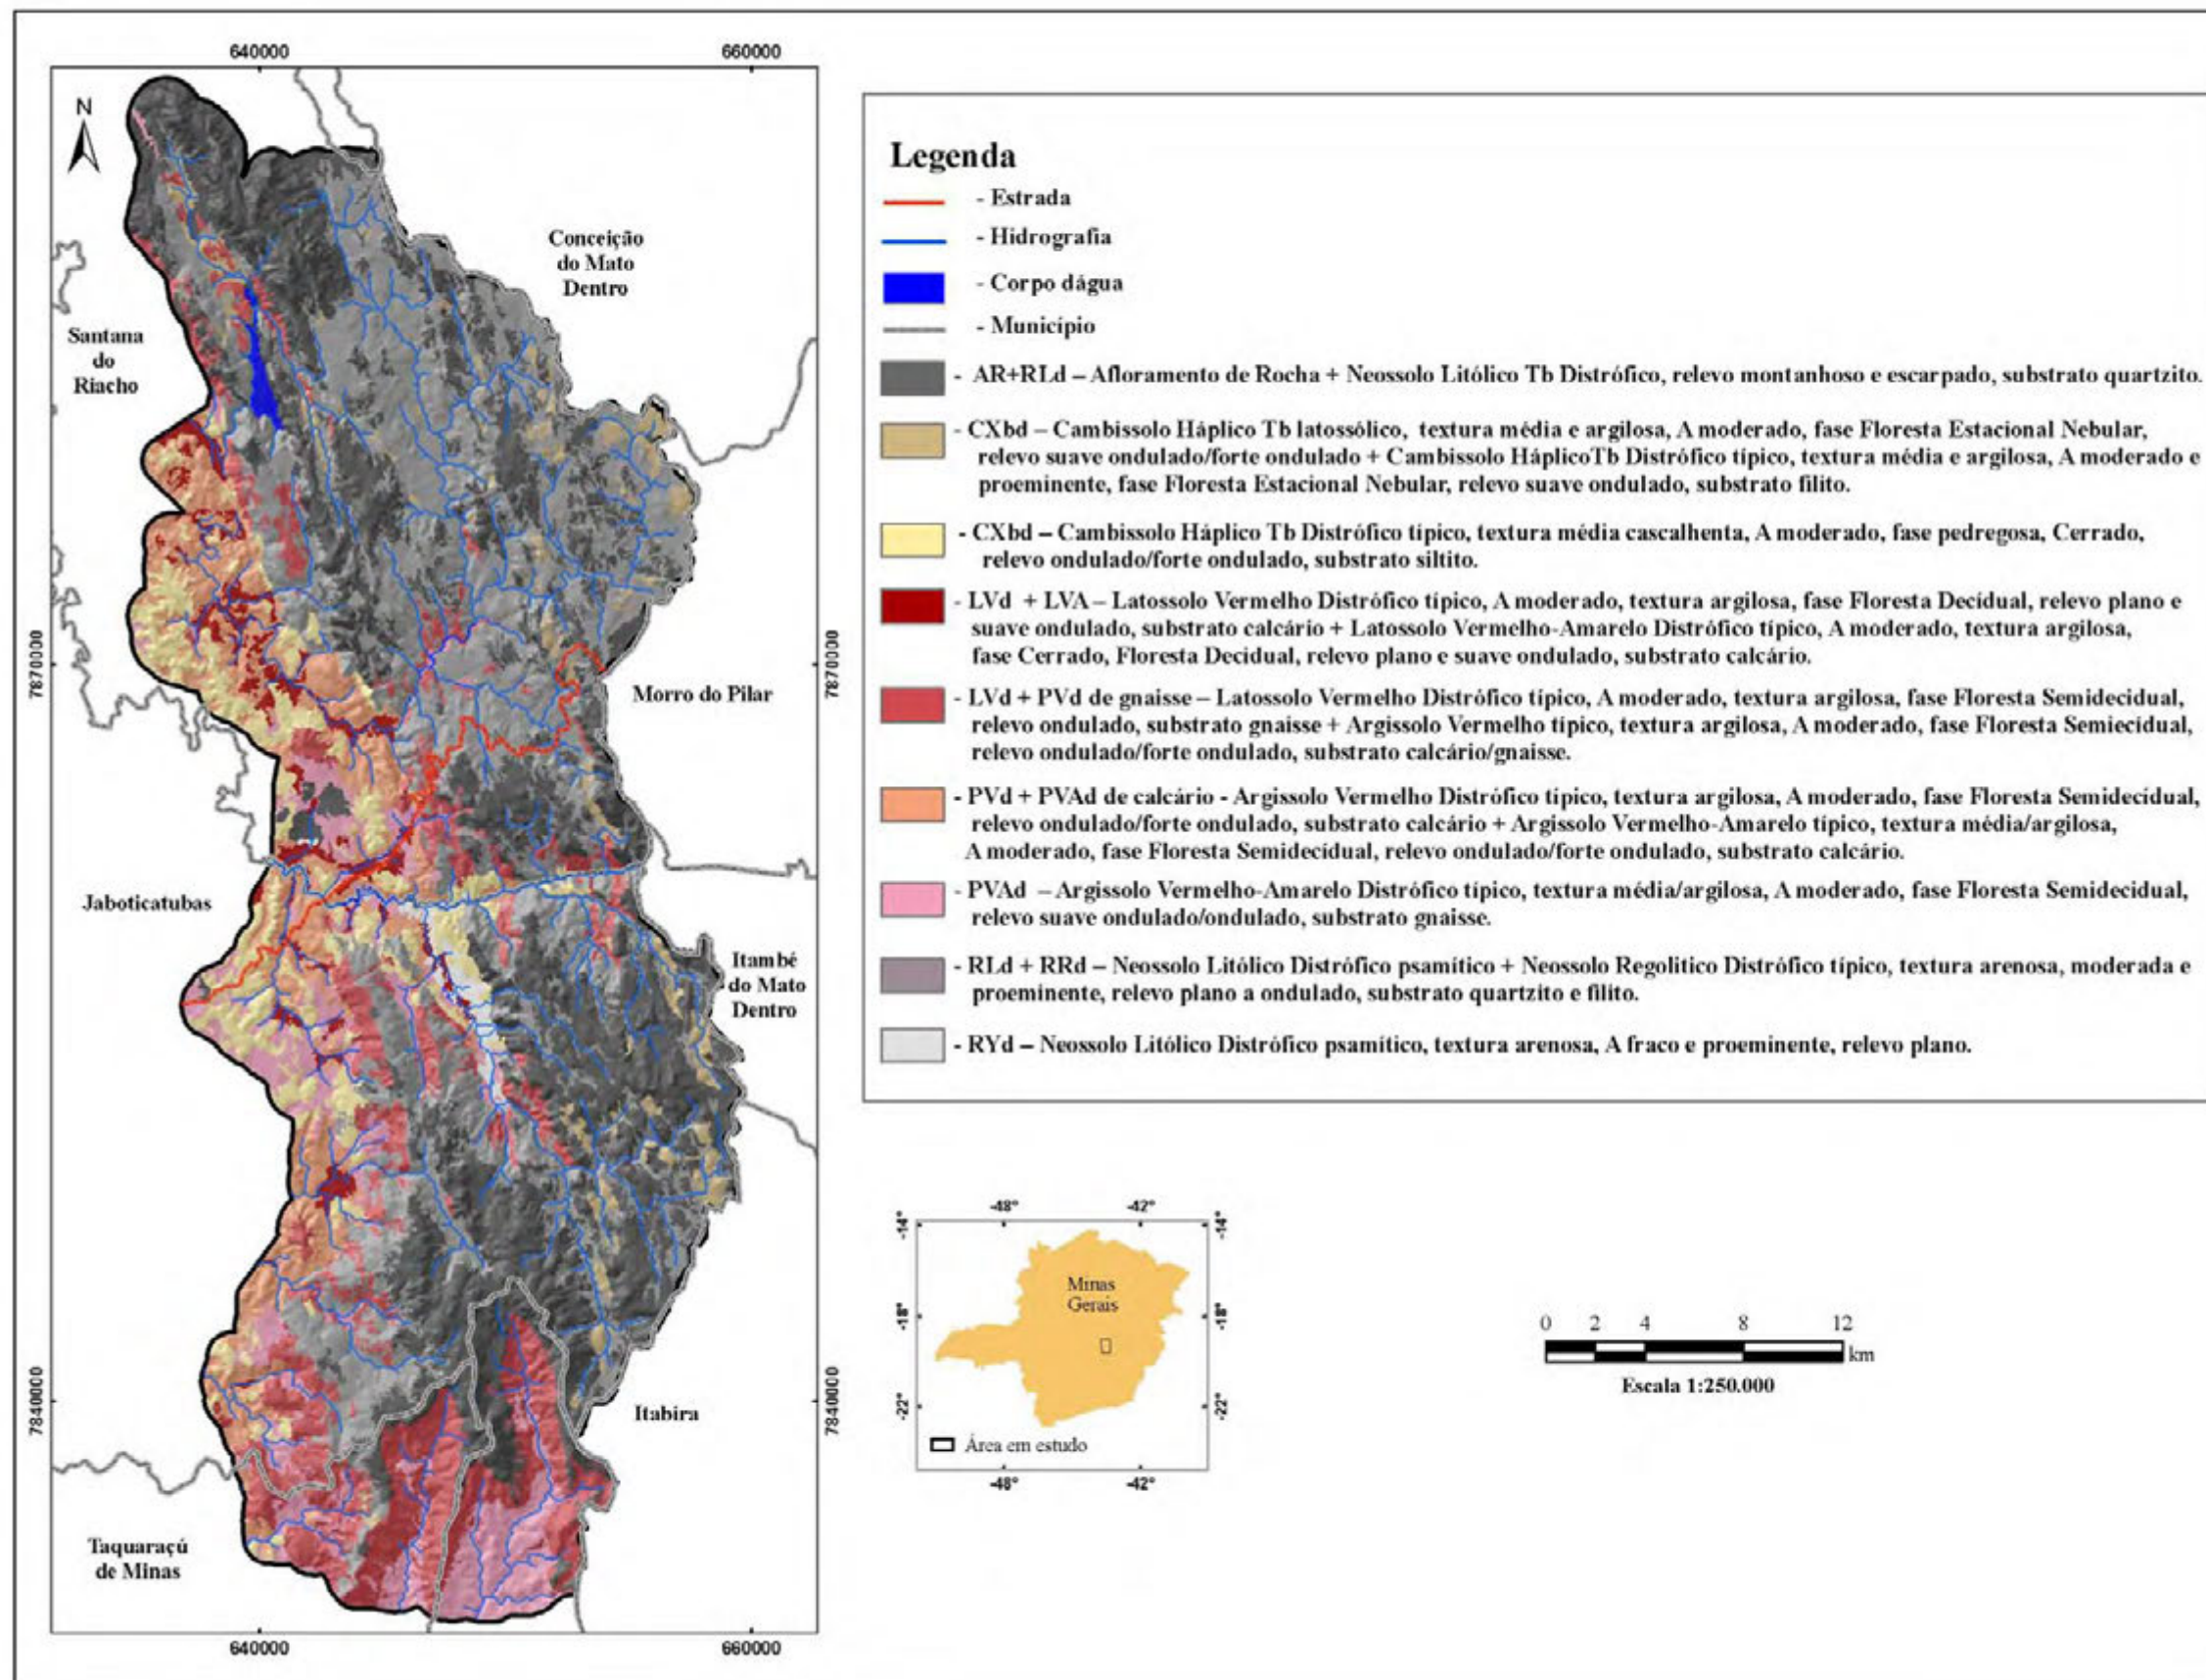 640000
660000
N
Conceição
do Mato
Dentro
Santana
do
Riacho
7870000
7870000
Morro do Pilar
Jaboticatubas
Itambé
do Mato
Dentro
7840000
7840000
Itabira
Taquaraçú
de Minas
640000
660000
Legenda
- Estrada
- Hidrografia
- Corpo dágua
- Município
- AR+RLd – Afloramento de Rocha + Neossolo Litólico Tb Distrófico, relevo montanhoso e escarpado, substrato quartzito.
- CXbd – Cambissolo Háplico Tb latossólico, textura média e argilosa, A moderado, fase Floresta Estacional Nebular,
relevo suave ondulado/forte ondulado + Cambissolo HáplicoTb Distrófico típico, textura média e argilosa, A moderado e
proeminente, fase Floresta Estacional Nebular, relevo suave ondulado, substrato filito.
- CXbd – Cambissolo Háplico Tb Distrófico típico, textura média cascalhenta, A moderado, fase pedregosa, Cerrado,
relevo ondulado/forte ondulado, substrato siltito.
- LVd + LVA – Latossolo Vermelho Distrófico típico, A moderado, textura argilosa, fase Floresta Decídual, relevo plano e
suave ondulado, substrato calcário + Latossolo Vermelho-Amarelo Distrófico típico, A moderado, textura argilosa,
fase Cerrado, Floresta Decidual, relevo plano e suave ondulado, substrato calcário.
- LVd + PVd de gnaisse – Latossolo Vermelho Distrófico típico, A moderado, textura argilosa, fase Floresta Semidecidual,
relevo ondulado, substrato gnaisse + Argissolo Vermelho típico, textura argilosa, A moderado, fase Floresta Semiecídual,
relevo ondulado/forte ondulado, substrato calcário/gnaisse.
- PVd + PVAd de calcário - Argissolo Vermelho Distrófico típico, textura argilosa, A moderado, fase Floresta Semidecídual,
relevo ondulado/forte ondulado, substrato calcário + Argissolo Vermelho-Amarelo típico, textura média/argilosa,
A moderado, fase Floresta Semidecídual, relevo ondulado/forte ondulado, substrato calcário.
- PVAd – Argissolo Vermelho-Amarelo Distrófico típico, textura média/argilosa, A moderado, fase Floresta Semidecidual,
relevo suave ondulado/ondulado, substrato gnaisse.
- RLd + RRd – Neossolo Litólico Distrófico psamítico + Neossolo Regolitico Distrófico típico, textura arenosa, moderada e
proeminente, relevo plano a ondulado, substrato quartzito e filito.
- RYd – Neossolo Litólico Distrófico psamítico, textura arenosa, A fraco e proeminente, relevo plano.
-48°
-42°
-14°
-14°
Minas
Gerais
-18°
-18°
-22°
-22°
Área em estudo
-48°
-42°
0 2 4 8 12
km
Escala 1:250.000